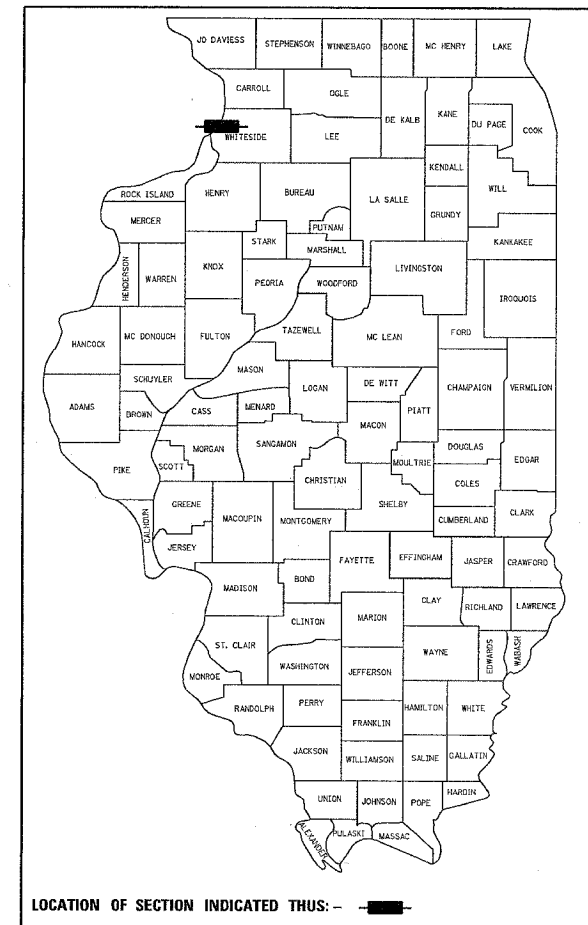 JO DAVIESS
STEPHENSON
WINNEBAGO
BOONE
MC HENRY
LAKE
CARROLL
OGLE
DE KALB
KANE
DU PAGE
COOK
WHITESIDE
LEE
KENDALL
WILL
ROCK ISLAND
HENRY
BUREAU
LA SALLE
GRUNDY
MERCER
PUTNAM
KANKAKEE
STARK
MARSHALL
HENDERSON
WARREN
KNOX
PEORIA
WOODFORD
LIVINGSTON
IROQUOIS
HANCOCK
MC DONOUGH
FULTON
TAZEWELL
MC LEAN
FORD
SCHUYLER
MASON
LOGAN
DE WITT
CHAMPAIGN
VERMILION
ADAMS
BROWN
CASS
MENARD
MACON
PIATT
PIKE
SCOTT
MORGAN
SANGAMON
CHRISTIAN
MOULTRIE
DOUGLAS
EDGAR
COLES
SHELBY
CALHOUN
GREENE
MACOUPIN
MONTGOMERY
CUMBERLAND
CLARK
JERSEY
FAYETTE
EFFINGHAM
JASPER
CRAWFORD
MADISON
BOND
CLAY
RICHLAND
LAWRENCE
CLINTON
MARION
ST. CLAIR
WAYNE
EDWARDS
WABASH
WASHINGTON
JEFFERSON
MONROE
RANDOLPH
PERRY
HAMILTON
WHITE
FRANKLIN
JACKSON
WILLIAMSON
SALINE
GALLATIN
UNION
JOHNSON
POPE
HARDIN
ALEXANDER
PULASKI
MASSAC
LOCATION OF SECTION INDICATED THUS: -